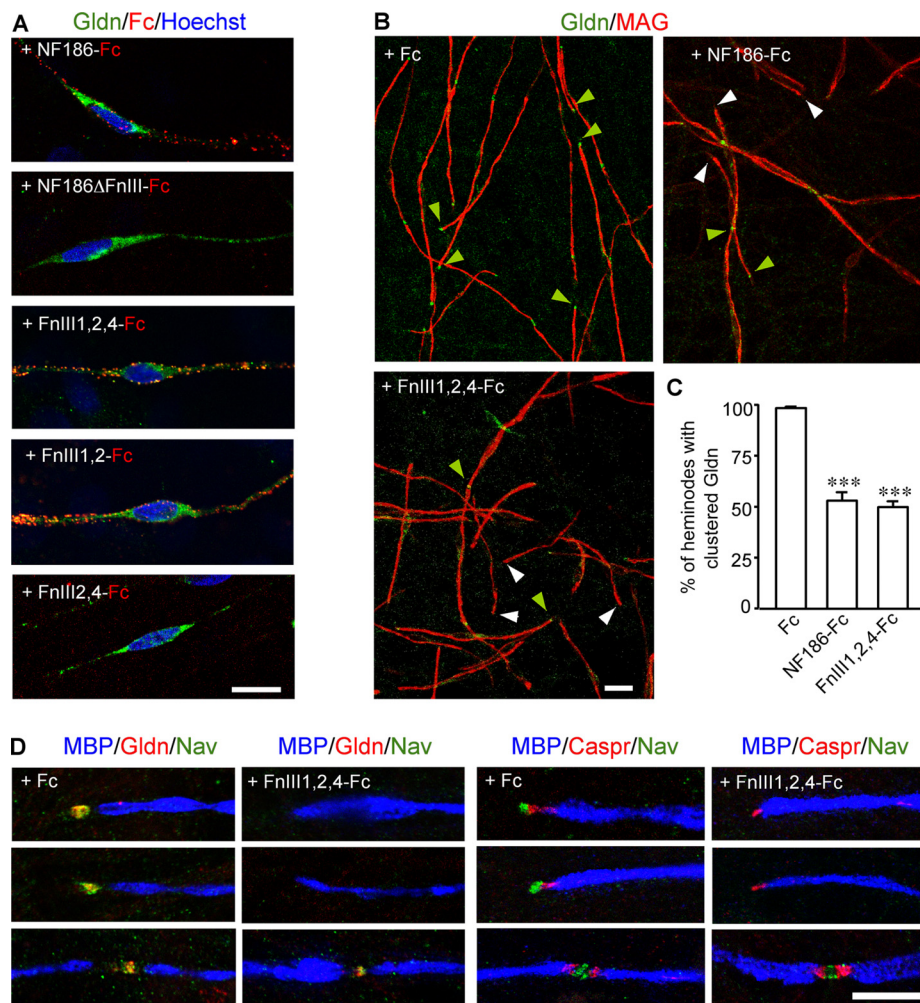 A
Gldn/Fc/Hoechst
+ NF186-Fc
+ NF186ΔFnIII-Fc
+ FnIII1,2,4-Fc
+ FnIII1,2-Fc
+ FnIII2,4-Fc
B
Gldn/MAG
+ Fc
+ NF186-Fc
+ FnIII1,2,4-Fc
C
% of heminodes with
clustered Gldn
100
75
50
25
0
***
***
Fc
NF186-Fc
FnIII1,2,4-Fc
D
MBP/Gldn/Nav
MBP/Gldn/Nav
MBP/Caspr/Nav
MBP/Caspr/Nav
+ Fc
+ FnIII1,2,4-Fc
+ Fc
+ FnIII1,2,4-Fc